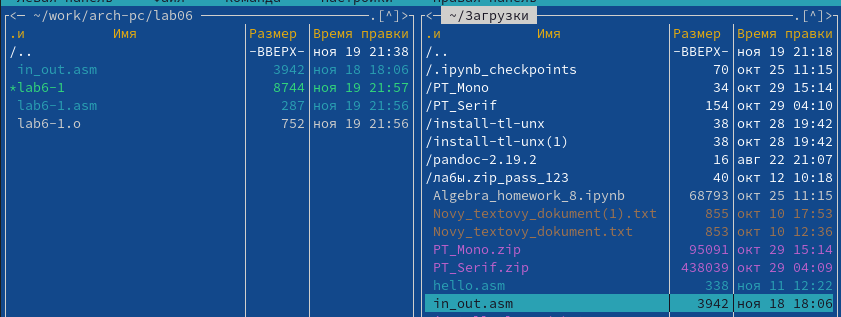 <─ ~/work/arch-pc/lab06 ─.[^]>
.и Имя Размер Время правки
/.. -ВВЕРХ- ноя 19 21:38
in_out.asm 3942 ноя 18 18:06
*lab6-1 8744 ноя 19 21:57
lab6-1.asm 287 ноя 19 21:56
lab6-1.o 752 ноя 19 21:56
<─ ~/Загрузки ─.[^]>
.и Имя Размер Время правки
/.. -ВВЕРХ- ноя 19 21:18
/.ipynb_checkpoints 70 окт 25 11:15
/PT_Mono 34 окт 29 15:14
/PT_Serif 154 окт 29 04:10
/install-tl-unx 38 окт 28 19:42
/install-tl-unx(1) 38 окт 28 19:42
/pandoc-2.19.2 16 авг 22 21:07
/лабы.zip_pass_123 40 окт 12 10:18
Algebra_homework_8.ipynb 68793 окт 25 11:15
Novy_textovy_dokument(1).txt 855 окт 10 17:53
Novy_textovy_dokument.txt 853 окт 10 12:36
PT_Mono.zip 95091 окт 29 15:14
PT_Serif.zip 438039 окт 29 04:09
hello.asm 338 ноя 11 12:22
in_out.asm 3942 ноя 18 18:06